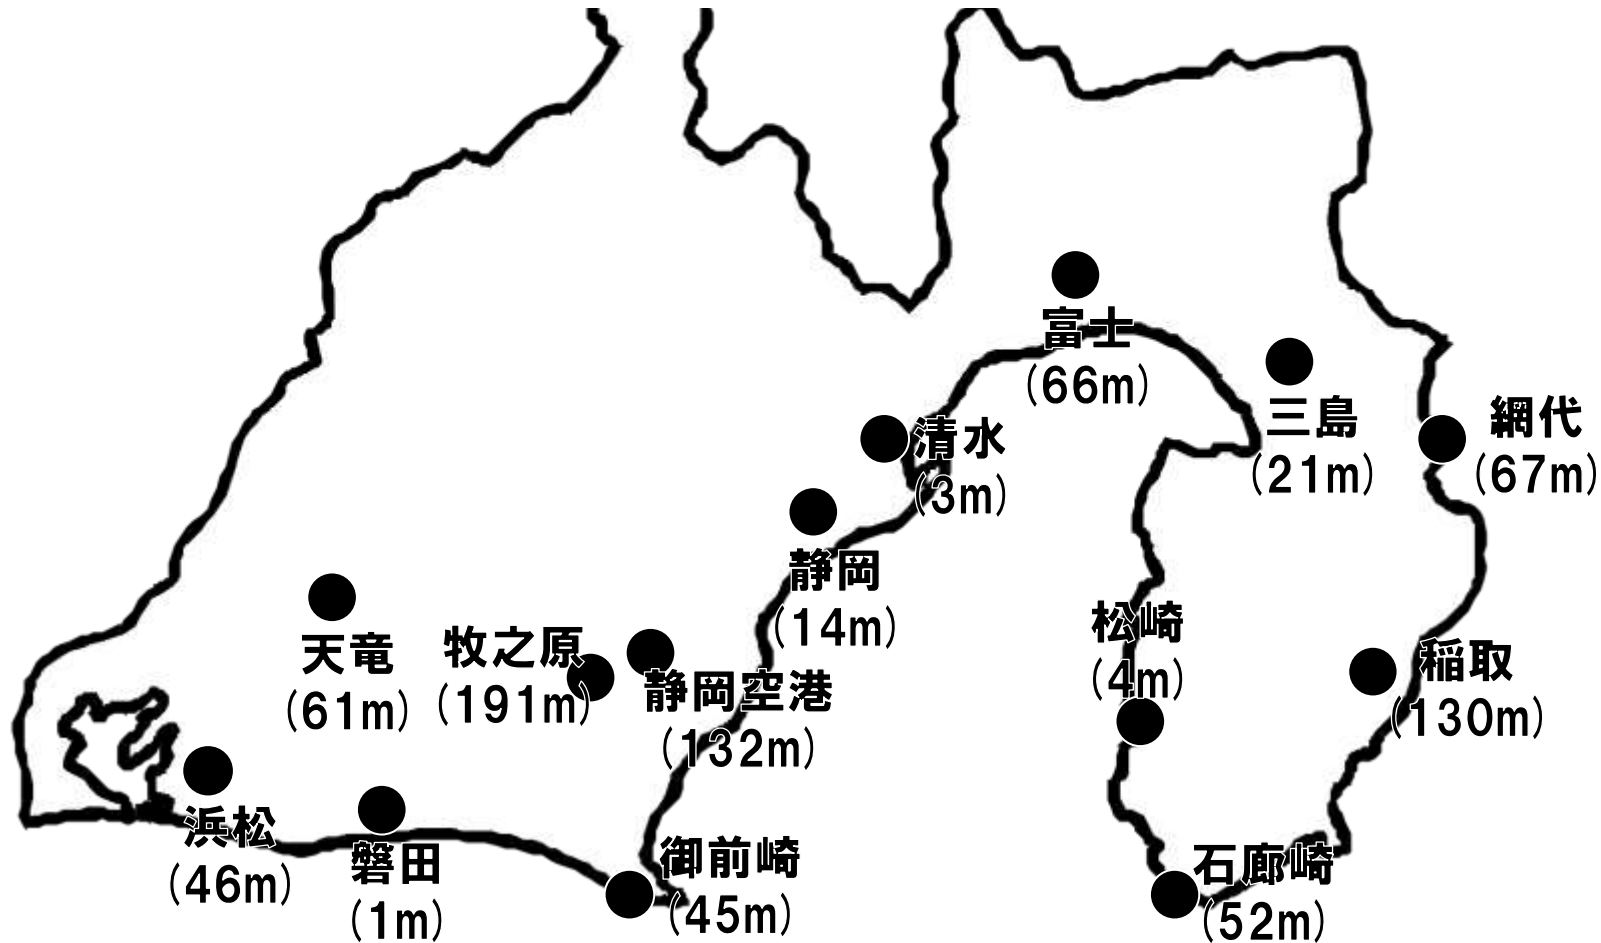 富士
(66m)
三島
(21m)
網代
(67m)
清水
(3m)
静岡
(14m)
松崎
(4m)
天竜
(61m)
牧之原
(191m)
静岡空港
(132m)
稲取
(130m)
浜松
(46m)
磐田
(1m)
御前崎
(45m)
石廊崎
(52m)